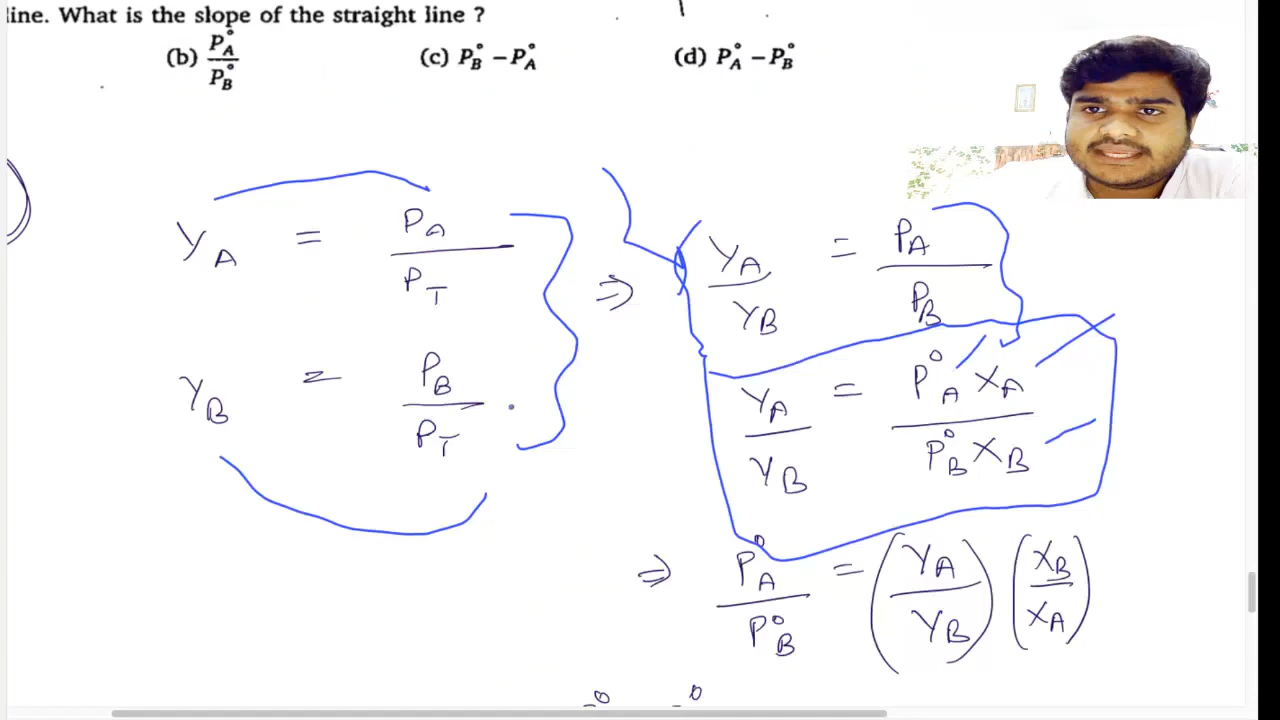 line. What is the slope of the straight line ?
(b) P°A / P°B (c) P°B – P°A (d) P°A – P°B
YA = PA / PT
YB = PB / PT
⇒ YA / YB = PA / PB
YA / YB = P°A XA / P°B XB
⇒ P°A / P°B = (YA / YB) (XB / XA)